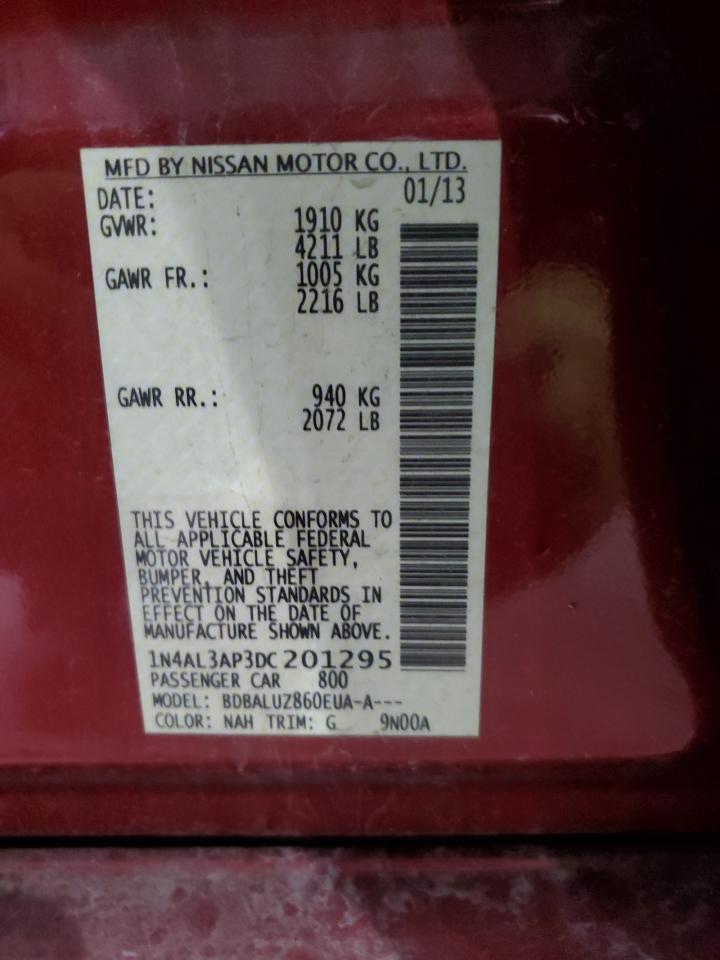 MFD BY NISSAN MOTOR CO., LTD.
DATE: 01/13
GVWR: 1910 KG
4211 LB
GAWR FR.: 1005 KG
2216 LB
GAWR RR.: 940 KG
2072 LB
THIS VEHICLE CONFORMS TO
ALL APPLICABLE FEDERAL
MOTOR VEHICLE SAFETY,
BUMPER, AND THEFT
PREVENTION STANDARDS IN
EFFECT ON THE DATE OF
MANUFACTURE SHOWN ABOVE.
1N4AL3AP3DC201295
PASSENGER CAR 800
MODEL: BDBALUZ860EUA-A---
COLOR: NAH TRIM: G 9N00A